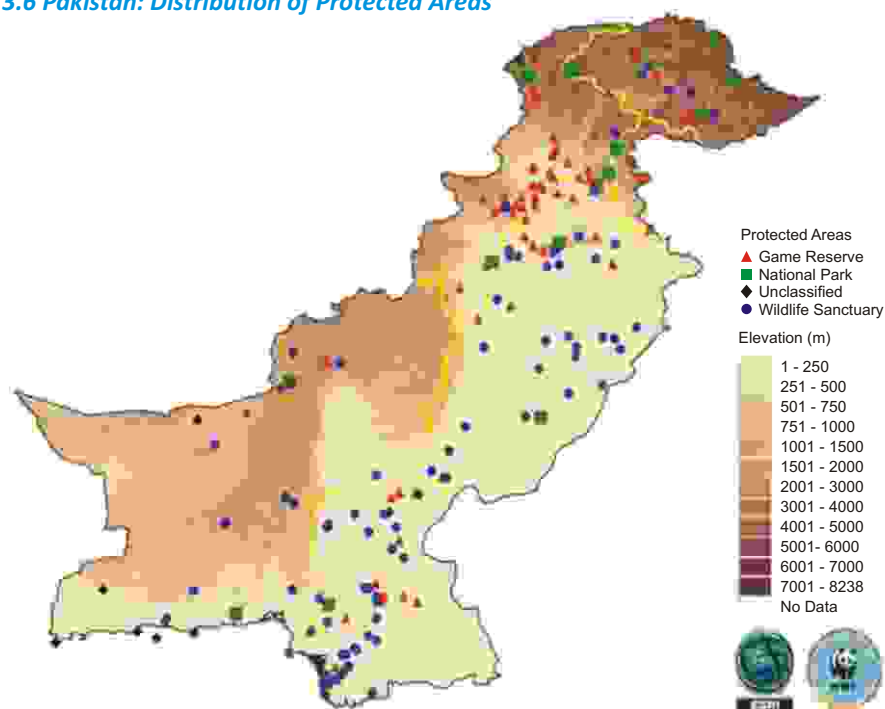 3.6 Pakistan: Distribution of Protected Areas
Protected Areas
Game Reserve
National Park
Unclassified
Wildlife Sanctuary
Elevation (m)
1 - 250
251 - 500
501 - 750
751 - 1000
1001 - 1500
1501 - 2000
2001 - 3000
3001 - 4000
4001 - 5000
5001- 6000
6001 - 7000
7001 - 8238
No Data